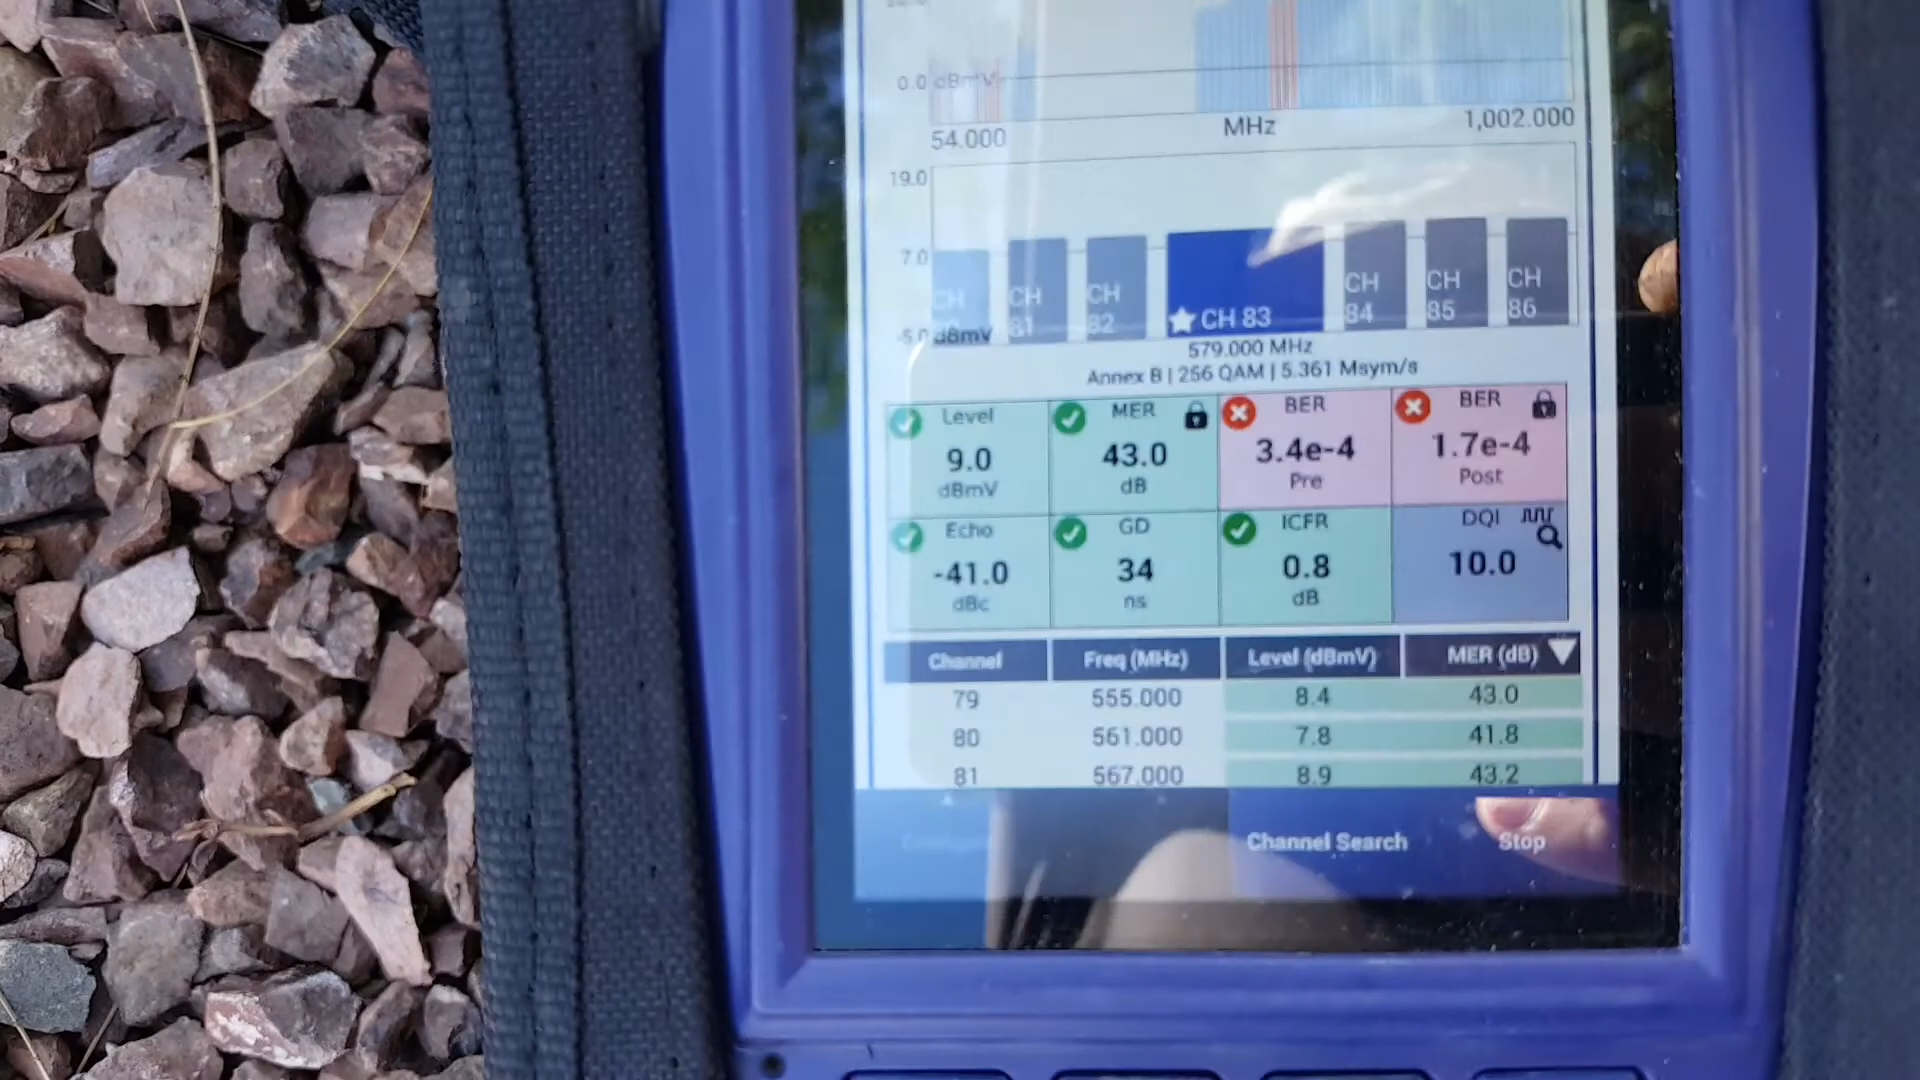 0.0 dBmV
54.000 MHz 1,002.000
19.0
7.0
-5.0 dBmV
CH
CH 81
CH 82
CH 83
CH 84
CH 85
CH 86
579.000 MHz
Annex B | 256 QAM | 5.361 Msym/s
Level MER BER BER
9.0 43.0 3.4e-4 1.7e-4
dBmV dB Pre Post
Echo GD ICFR DQI
-41.0 34 0.8 10.0
dBc ns dB
Channel Freq (MHz) Level (dBmV) MER (dB)
79 555.000 8.4 43.0
80 561.000 7.8 41.8
81 567.000 8.9 43.2
Channel Search Stop